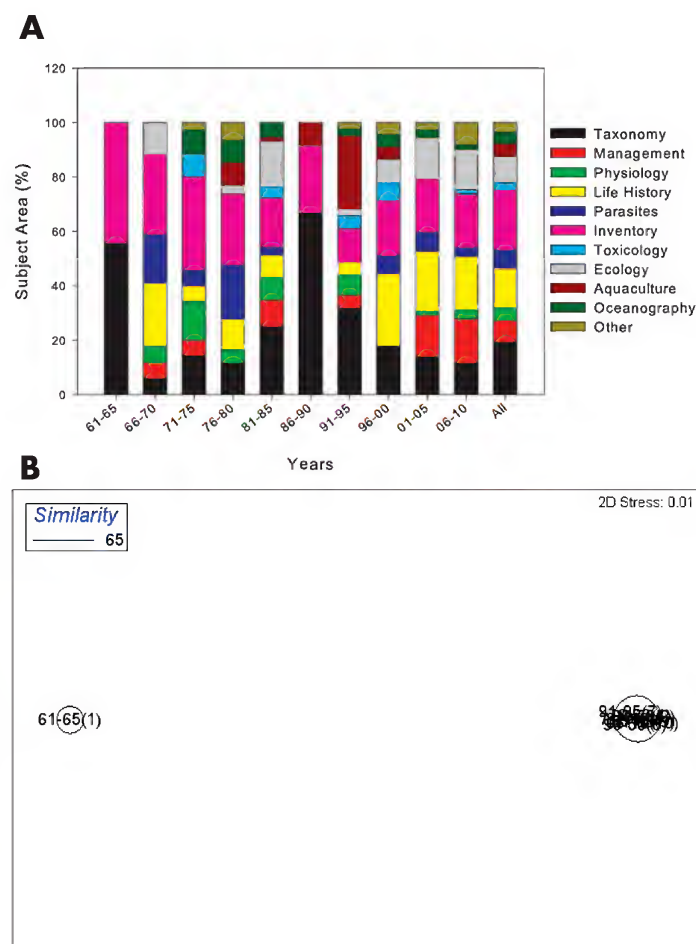 A
120
100
80
60
40
20
0
Subject Area (%)
61-65
66-70
71-75
76-80
81-85
86-90
91-95
96-00
01-05
06-10
All
Years
Taxonomy
Management
Physiology
Life History
Parasites
Inventory
Toxicology
Ecology
Aquaculture
Oceanography
Other
B
Similarity
65
2D Stress: 0.01
61-65(1)